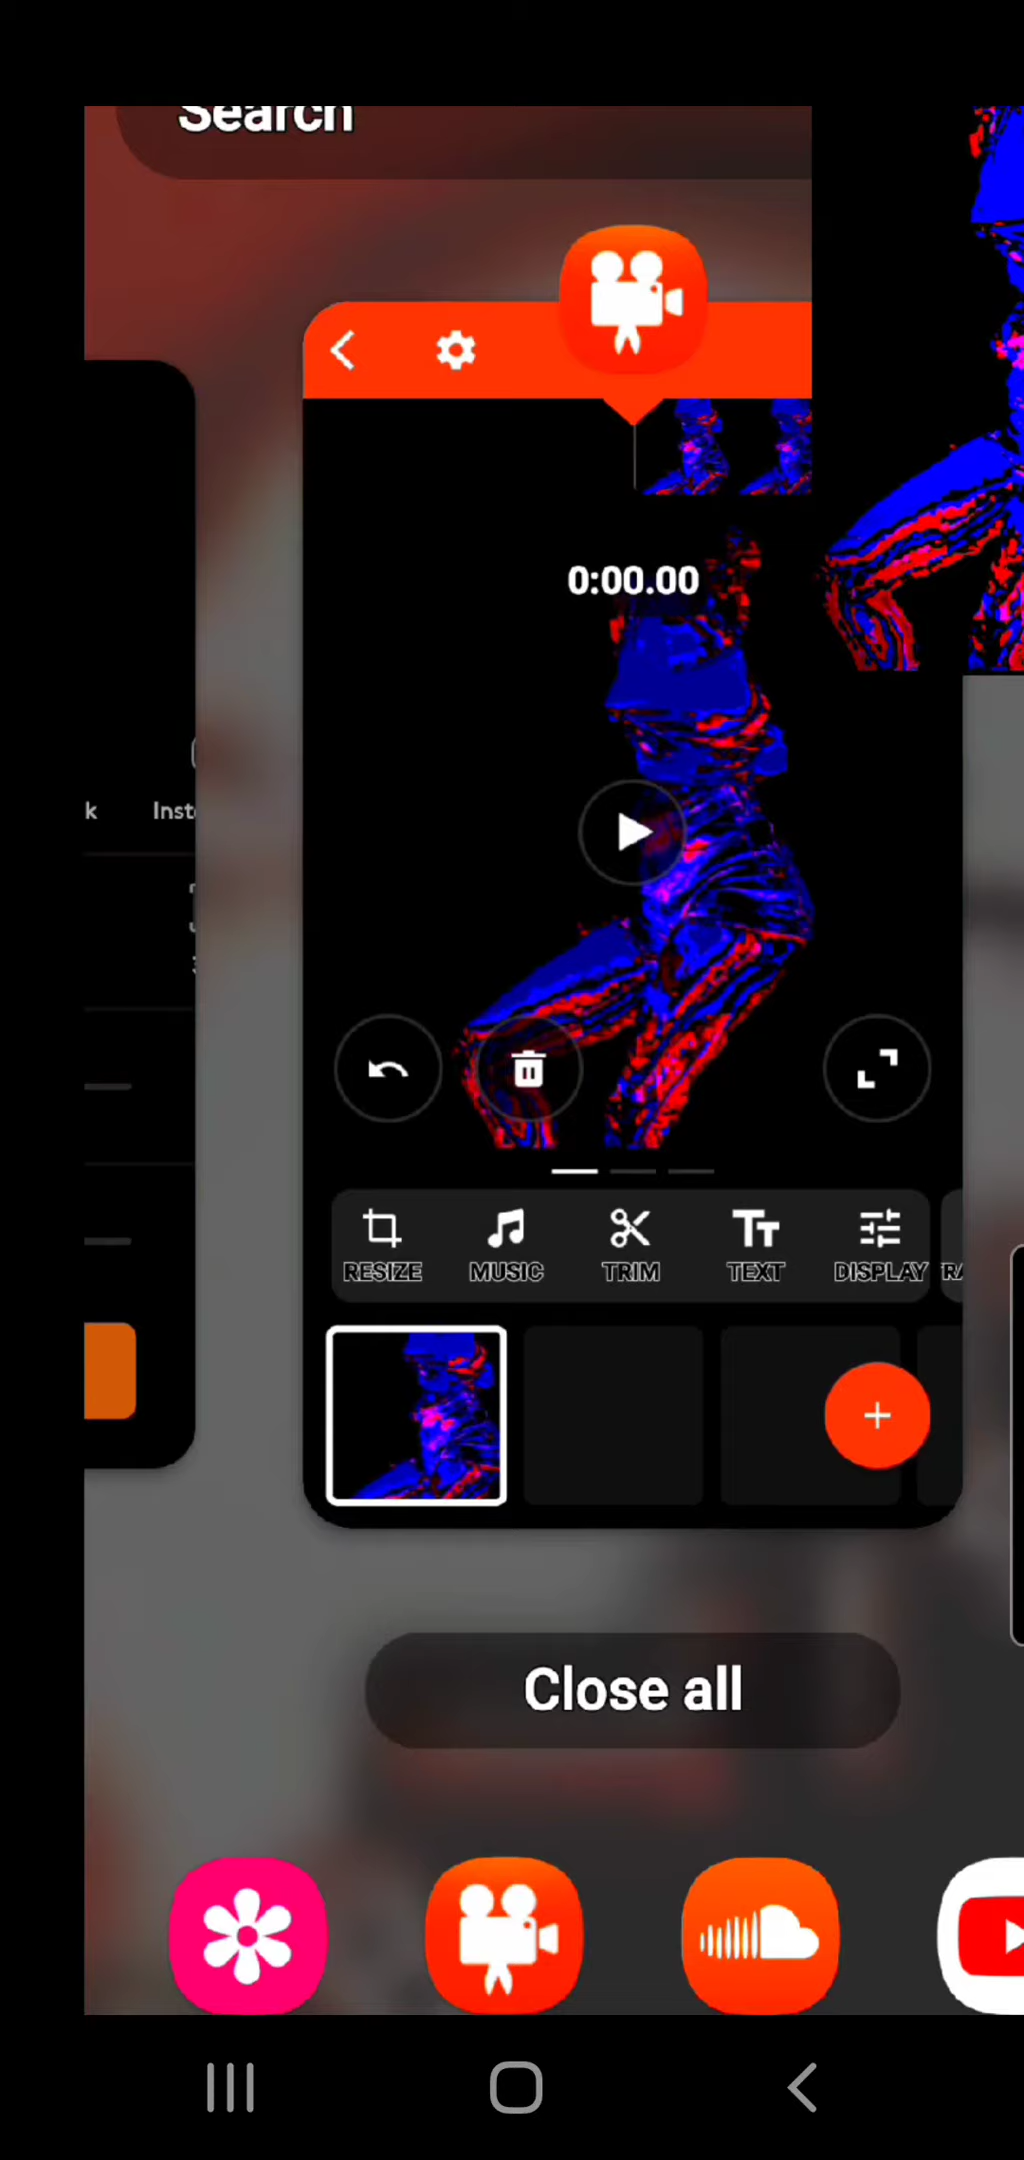 Search
0:00.00
k Inst
RESIZE MUSIC TRIM TEXT DISPLAY
Close all